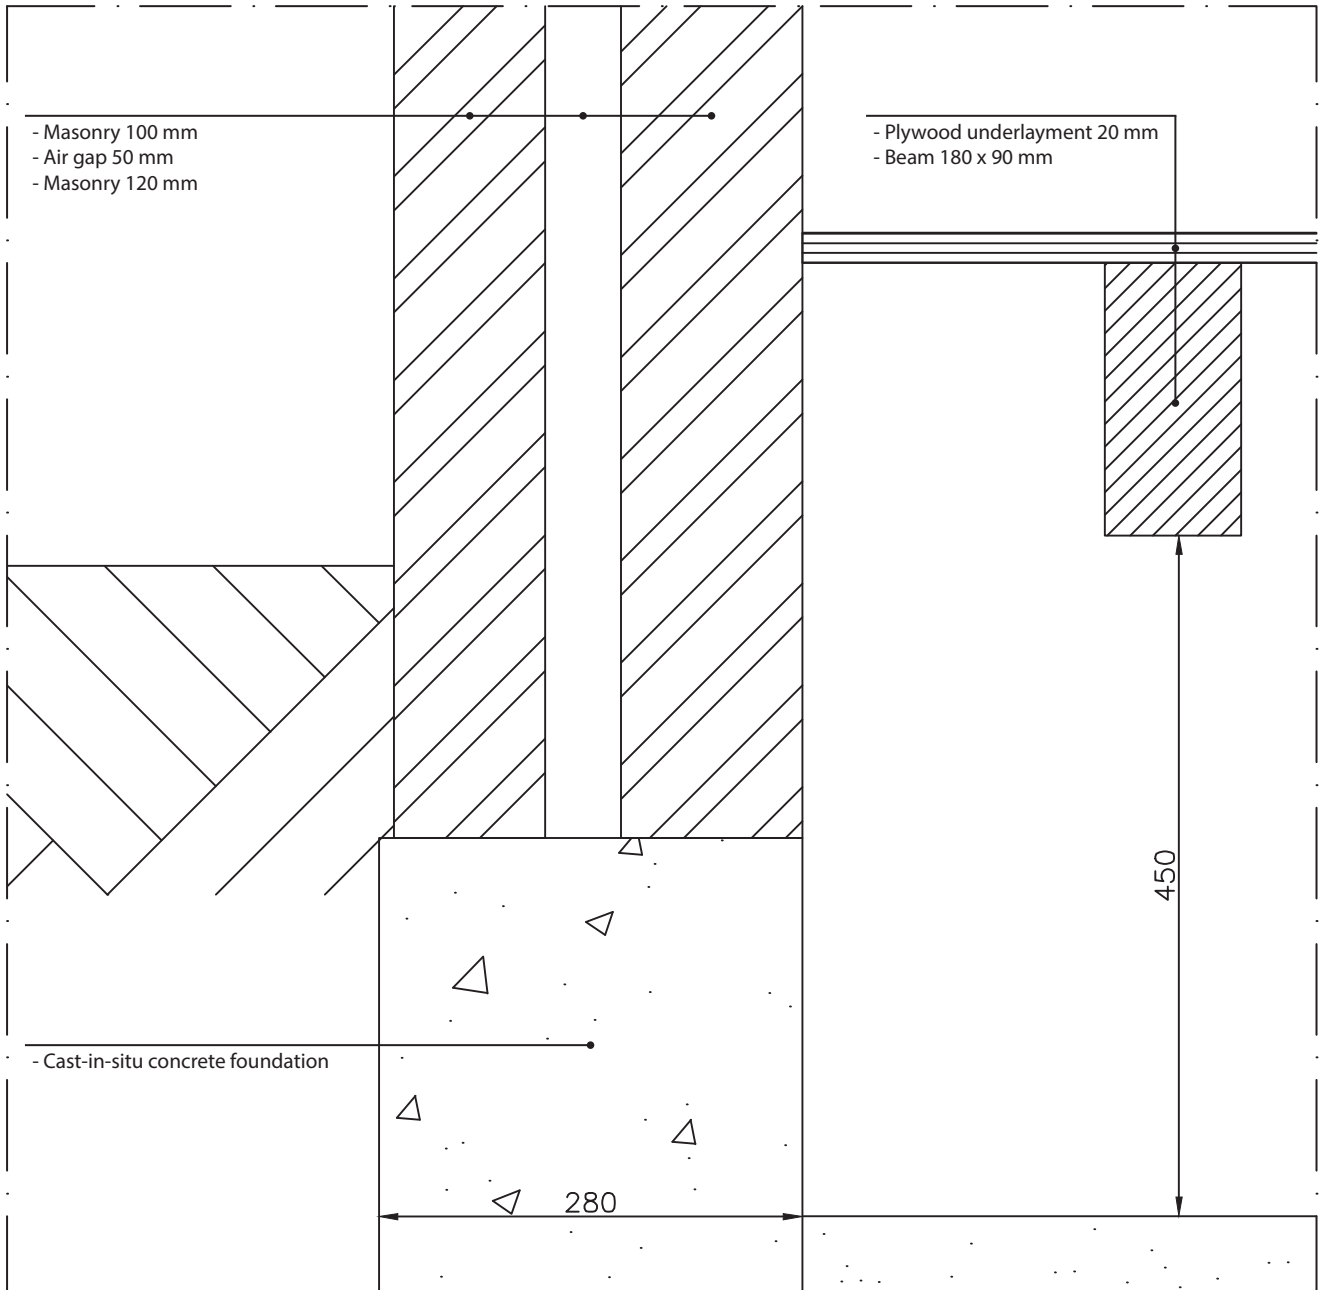 - Masonry 100 mm
- Air gap 50 mm
- Masonry 120 mm
- Plywood underlayment 20 mm
- Beam 180 x 90 mm
450
- Cast-in-situ concrete foundation
280